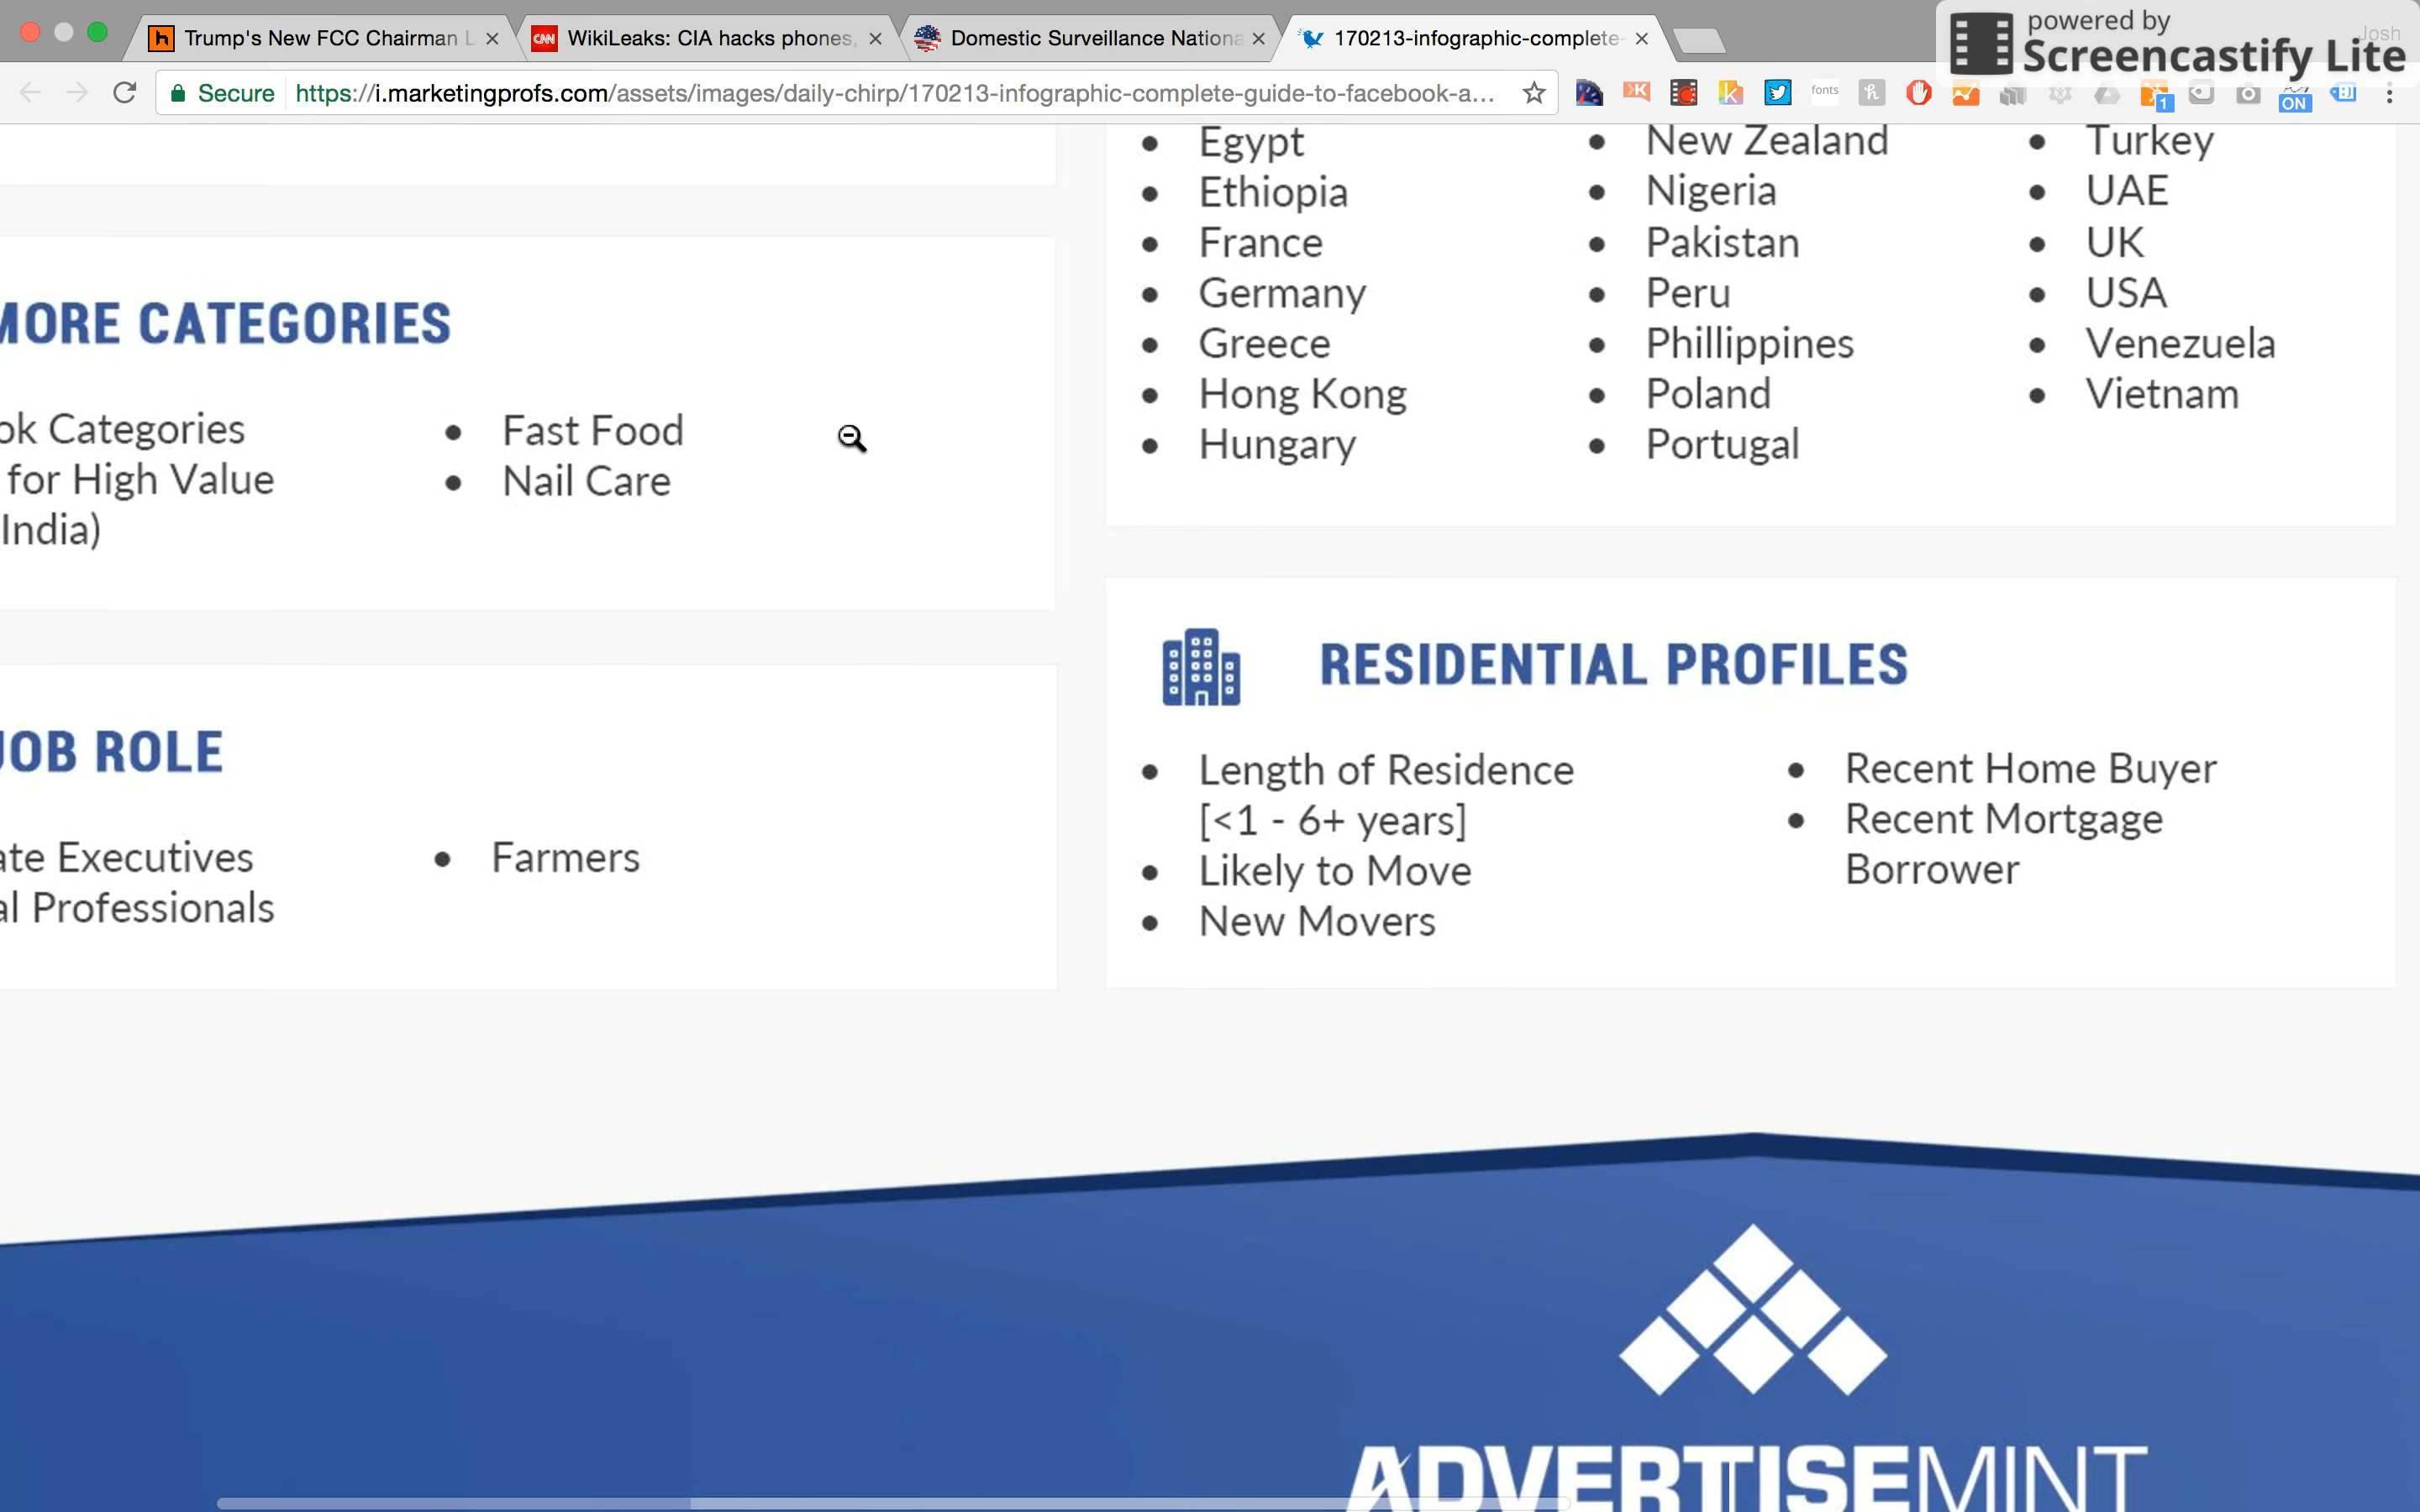 Trump's New FCC Chairman L
WikiLeaks: CIA hacks phones,
Domestic Surveillance Nationa
170213-infographic-complete-
Josh
powered by
Screencastify Lite
Secure
https://i.marketingprofs.com/assets/images/daily-chirp/170213-infographic-complete-guide-to-facebook-a...
fonts
1
ON
MORE CATEGORIES
ok Categories
for High Value
India)
Fast Food
Nail Care
JOB ROLE
ate Executives
al Professionals
Farmers
Egypt
Ethiopia
France
Germany
Greece
Hong Kong
Hungary
New Zealand
Nigeria
Pakistan
Peru
Phillippines
Poland
Portugal
Turkey
UAE
UK
USA
Venezuela
Vietnam
RESIDENTIAL PROFILES
Length of Residence
[<1 - 6+ years]
Likely to Move
New Movers
Recent Home Buyer
Recent Mortgage
Borrower
ADVERTISEMINT